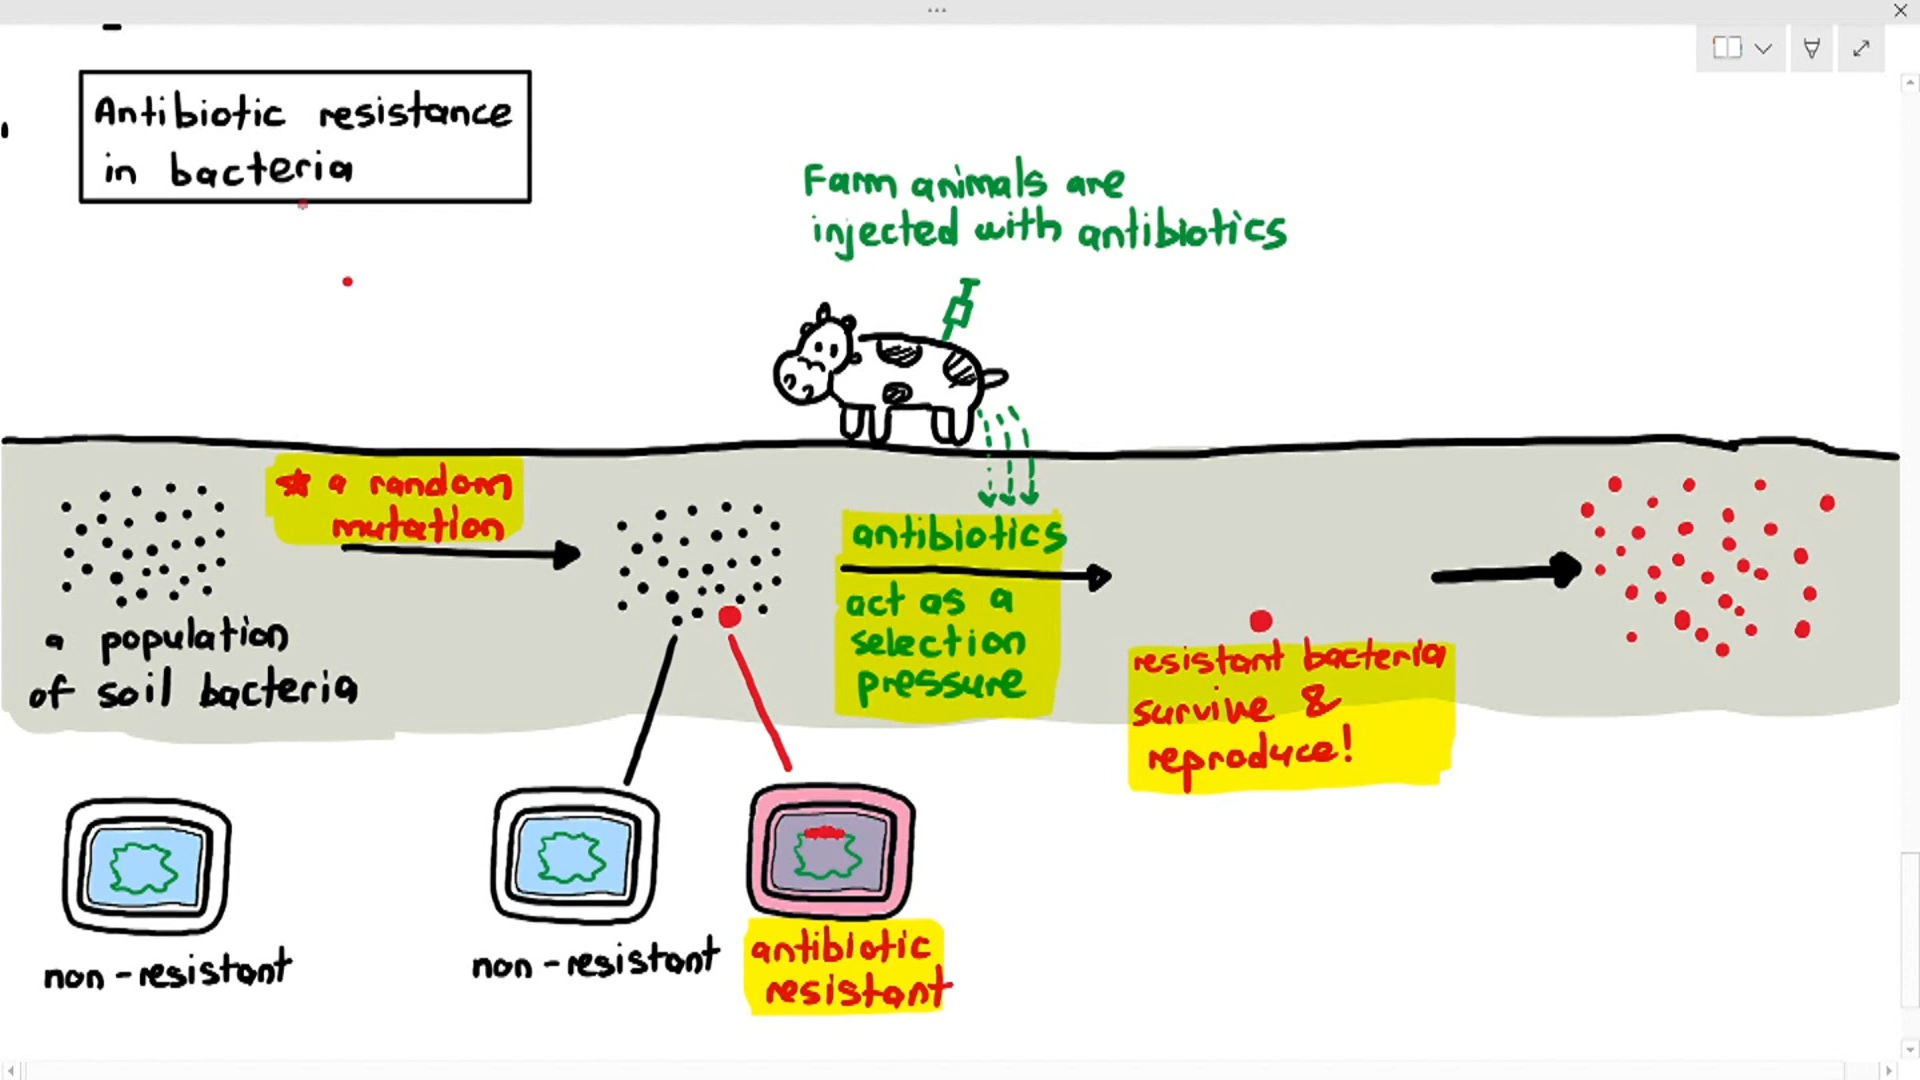 Antibiotic resistance
in bacteria
Farm animals are
injected with antibiotics
* a random
mutation
a population
of soil bacteria
antibiotics
act as a
selection
pressure
resistant bacteria
survive &
reproduce!
non-resistant
non-resistant
antibiotic
resistant